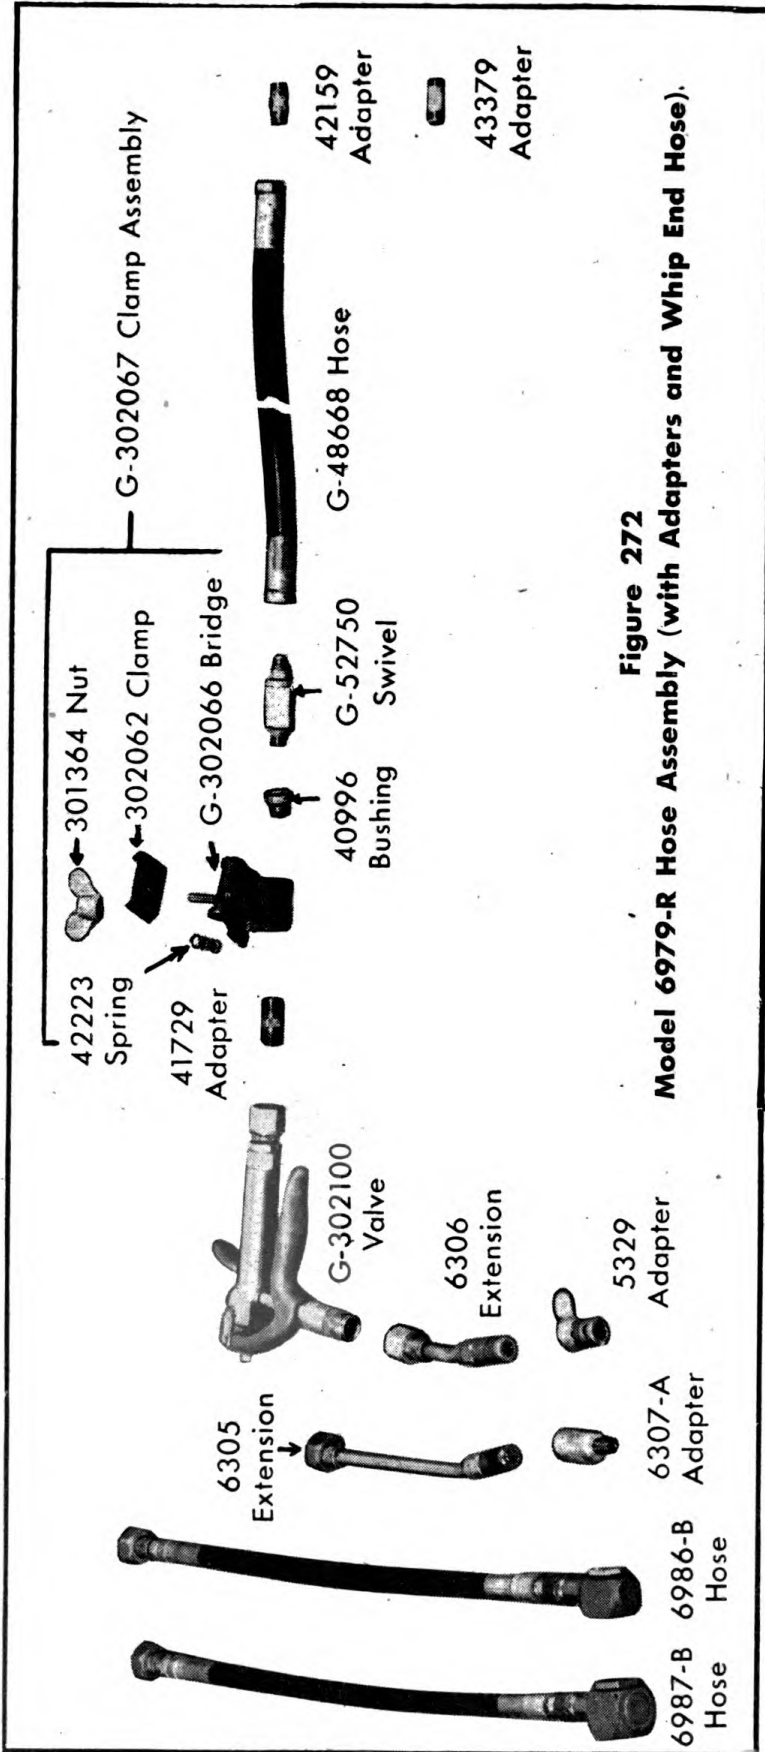 G-302067 Clamp Assembly
301364 Nut
302062 Clamp
G-302066 Bridge
42223
Spring
41729
Adapter
G-302100
Valve
40996
Bushing
G-52750
Swivel
G-48668 Hose
42159
Adapter
43379
Adapter
6987-B
Hose
6986-B
Hose
6305
Extension
6307-A
Adapter
6306
Extension
5329
Adapter
Figure 272
Model 6979-R Hose Assembly (with Adapters and Whip End Hose).